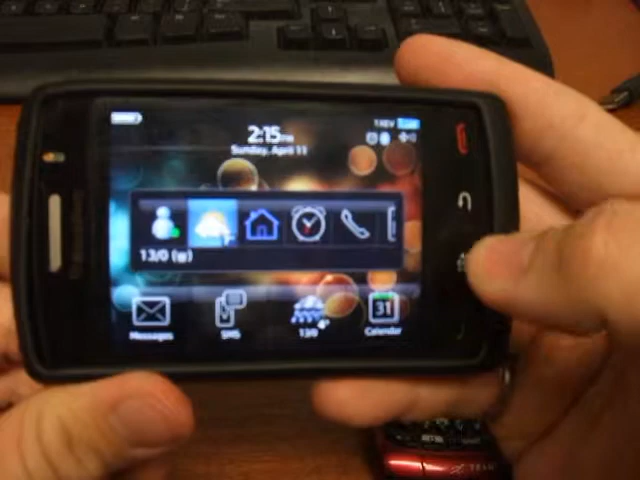 2:15
Sunday, April 11
13/0 (w)
Messages
SMS
13/0
31
Calendar